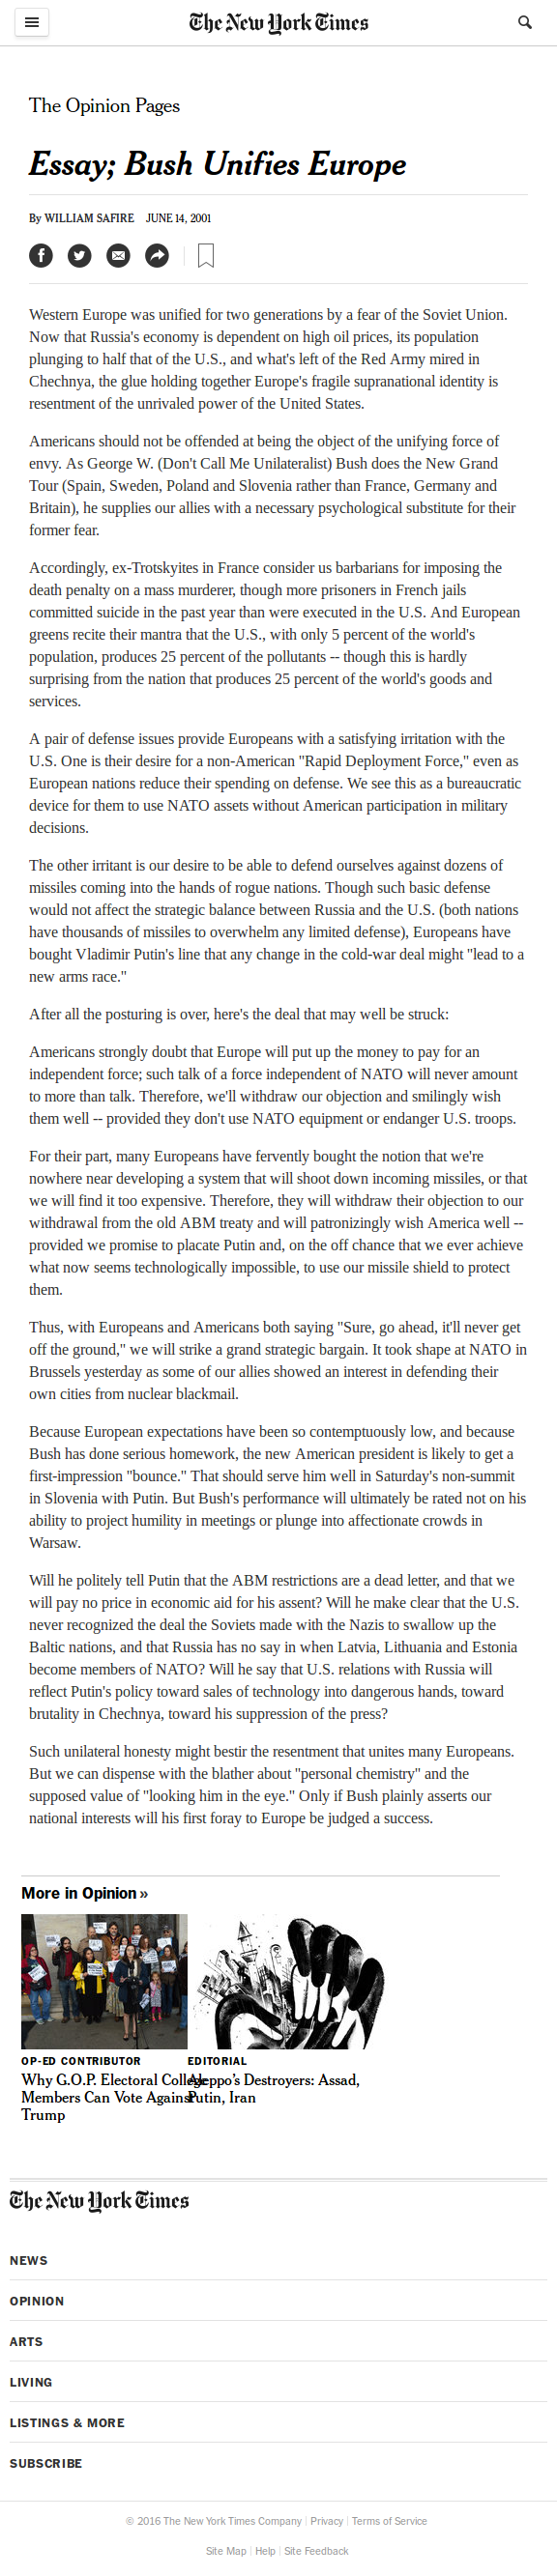 The New York Times
The Opinion Pages
Essay; Bush Unifies Europe
By WILLIAM SAFIRE JUNE 14, 2001
Western Europe was unified for two generations by a fear of the Soviet Union.
Now that Russia's economy is dependent on high oil prices, its population
plunging to half that of the U.S., and what's left of the Red Army mired in
Chechnya, the glue holding together Europe's fragile supranational identity is
resentment of the unrivaled power of the United States.
Americans should not be offended at being the object of the unifying force of
envy. As George W. (Don't Call Me Unilateralist) Bush does the New Grand
Tour (Spain, Sweden, Poland and Slovenia rather than France, Germany and
Britain), he supplies our allies with a necessary psychological substitute for their
former fear.
Accordingly, ex-Trotskyites in France consider us barbarians for imposing the
death penalty on a mass murderer, though more prisoners in French jails
committed suicide in the past year than were executed in the U.S. And European
greens recite their mantra that the U.S., with only 5 percent of the world's
population, produces 25 percent of the pollutants -- though this is hardly
surprising from the nation that produces 25 percent of the world's goods and
services.
A pair of defense issues provide Europeans with a satisfying irritation with the
U.S. One is their desire for a non-American "Rapid Deployment Force," even as
European nations reduce their spending on defense. We see this as a bureaucratic
device for them to use NATO assets without American participation in military
decisions.
The other irritant is our desire to be able to defend ourselves against dozens of
missiles coming into the hands of rogue nations. Though such basic defense
would not affect the strategic balance between Russia and the U.S. (both nations
have thousands of missiles to overwhelm any limited defense), Europeans have
bought Vladimir Putin's line that any change in the cold-war deal might "lead to a
new arms race."
After all the posturing is over, here's the deal that may well be struck:
Americans strongly doubt that Europe will put up the money to pay for an
independent force; such talk of a force independent of NATO will never amount
to more than talk. Therefore, we'll withdraw our objection and smilingly wish
them well -- provided they don't use NATO equipment or endanger U.S. troops.
For their part, many Europeans have fervently bought the notion that we're
nowhere near developing a system that will shoot down incoming missiles, or that
we will find it too expensive. Therefore, they will withdraw their objection to our
withdrawal from the old ABM treaty and will patronizingly wish America well --
provided we promise to placate Putin and, on the off chance that we ever achieve
what now seems technologically impossible, to use our missile shield to protect
them.
Thus, with Europeans and Americans both saying "Sure, go ahead, it'll never get
off the ground," we will strike a grand strategic bargain. It took shape at NATO in
Brussels yesterday as some of our allies showed an interest in defending their
own cities from nuclear blackmail.
Because European expectations have been so contemptuously low, and because
Bush has done serious homework, the new American president is likely to get a
first-impression "bounce." That should serve him well in Saturday's non-summit
in Slovenia with Putin. But Bush's performance will ultimately be rated not on his
ability to project humility in meetings or plunge into affectionate crowds in
Warsaw.
Will he politely tell Putin that the ABM restrictions are a dead letter, and that we
will pay no price in economic aid for his assent? Will he make clear that the U.S.
never recognized the deal the Soviets made with the Nazis to swallow up the
Baltic nations, and that Russia has no say in when Latvia, Lithuania and Estonia
become members of NATO? Will he say that U.S. relations with Russia will
reflect Putin's policy toward sales of technology into dangerous hands, toward
brutality in Chechnya, toward his suppression of the press?
Such unilateral honesty might bestir the resentment that unites many Europeans.
But we can dispense with the blather about "personal chemistry" and the
supposed value of "looking him in the eye." Only if Bush plainly asserts our
national interests will his first foray to Europe be judged a success.
More in Opinion »
OP-ED CONTRIBUTOR
Why G.O.P. Electoral College
Members Can Vote Against
Trump
EDITORIAL
Aleppo’s Destroyers: Assad,
Putin, Iran
The New York Times
NEWS
OPINION
ARTS
LIVING
LISTINGS & MORE
SUBSCRIBE
© 2016 The New York Times Company | Privacy | Terms of Service
Site Map | Help | Site Feedback